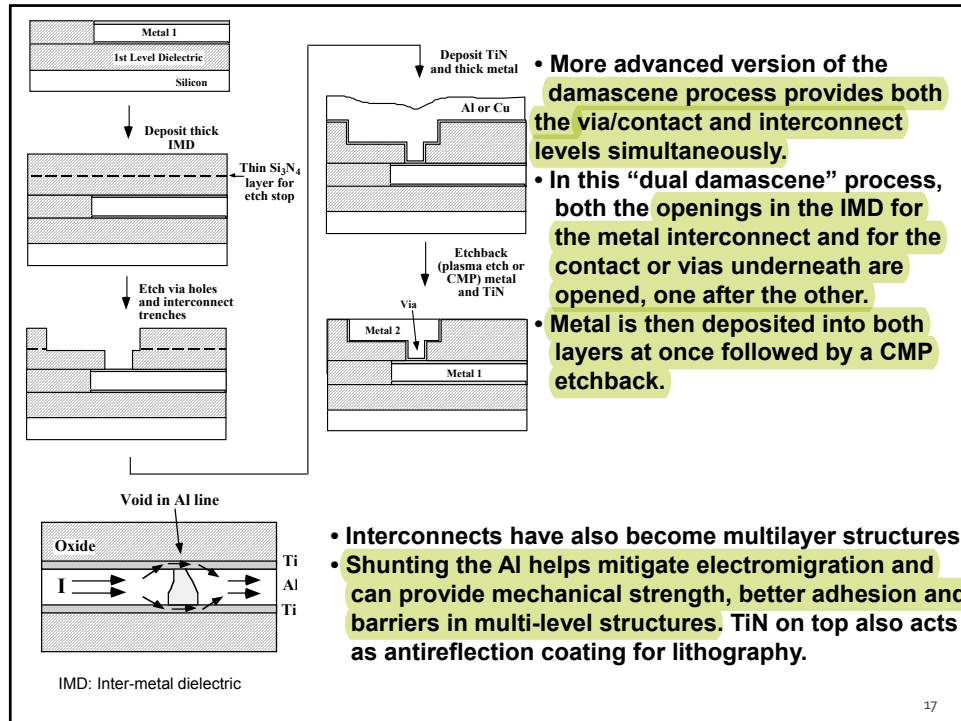 Metal 1
1st Level Dielectric
Silicon
Deposit thick
IMD
Thin Si3N4
layer for
etch stop
Etch via holes
and interconnect
trenches
Deposit TiN
and thick metal
Al or Cu
Etchback
(plasma etch or
CMP) metal
and TiN
Via
Metal 2
Metal 1
• More advanced version of the
damascene process provides both
the via/contact and interconnect
levels simultaneously.
• In this “dual damascene” process,
both the openings in the IMD for
the metal interconnect and for the
contact or vias underneath are
opened, one after the other.
• Metal is then deposited into both
layers at once followed by a CMP
etchback.
Void in Al line
Oxide
I
Ti
Al
Ti
• Interconnects have also become multilayer structures
• Shunting the Al helps mitigate electromigration and
can provide mechanical strength, better adhesion and
barriers in multi-level structures. TiN on top also acts
as antireflection coating for lithography.
IMD: Inter-metal dielectric
17